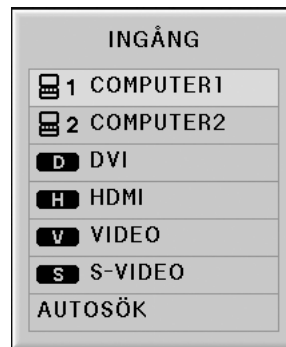 INGÅNG
1 COMPUTER1
2 COMPUTER2
D DVI
H HDMI
V VIDEO
S S-VIDEO
AUTOSÖK